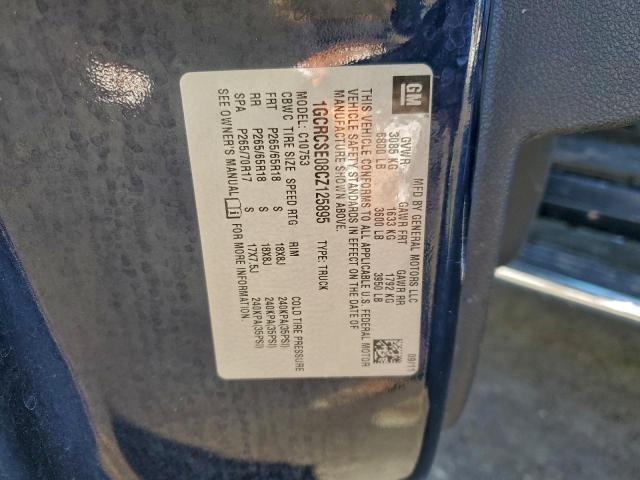 GM
MFD BY GENERAL MOTORS LLC 09/11
GVWR GAWR FRT GAWR RR
3085 KG 1633 KG 1792 KG
6800 LB 3600 LB 3950 LB
THIS VEHICLE CONFORMS TO ALL APPLICABLE U.S. FEDERAL MOTOR
VEHICLE SAFETY STANDARDS IN EFFECT ON THE DATE OF
MANUFACTURE SHOWN ABOVE.
1GCRCSE08CZ125895 TYPE: TRUCK
MODEL: C10753
CBWC TIRE SIZE SPEED RTG RIM COLD TIRE PRESSURE
FRT P265/65R18 S 18X8J 240KPA(35PSI)
RR P265/65R18 S 18X8J 240KPA(35PSI)
SPA P265/70R17 S 17X7.5J 240KPA(35PSI)
SEE OWNER'S MANUAL i FOR MORE INFORMATION.